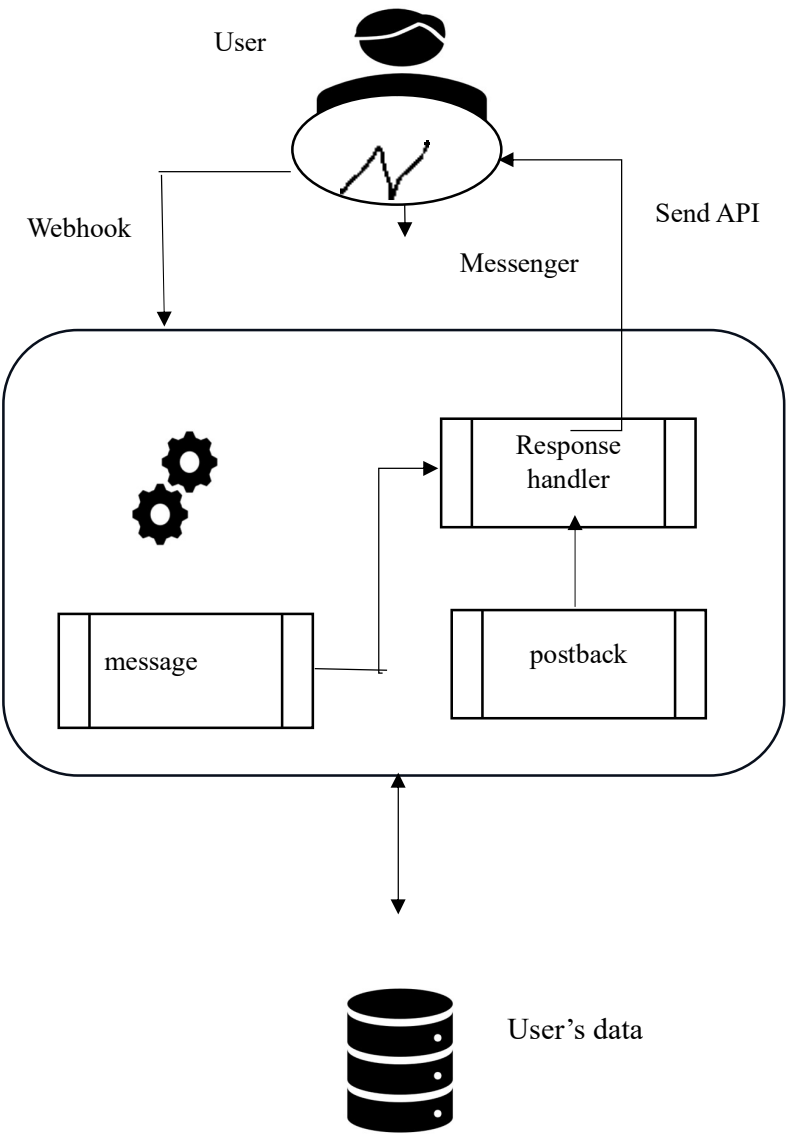 User
Webhook
Send API
Messenger
Response
handler
message
postback
User’s data